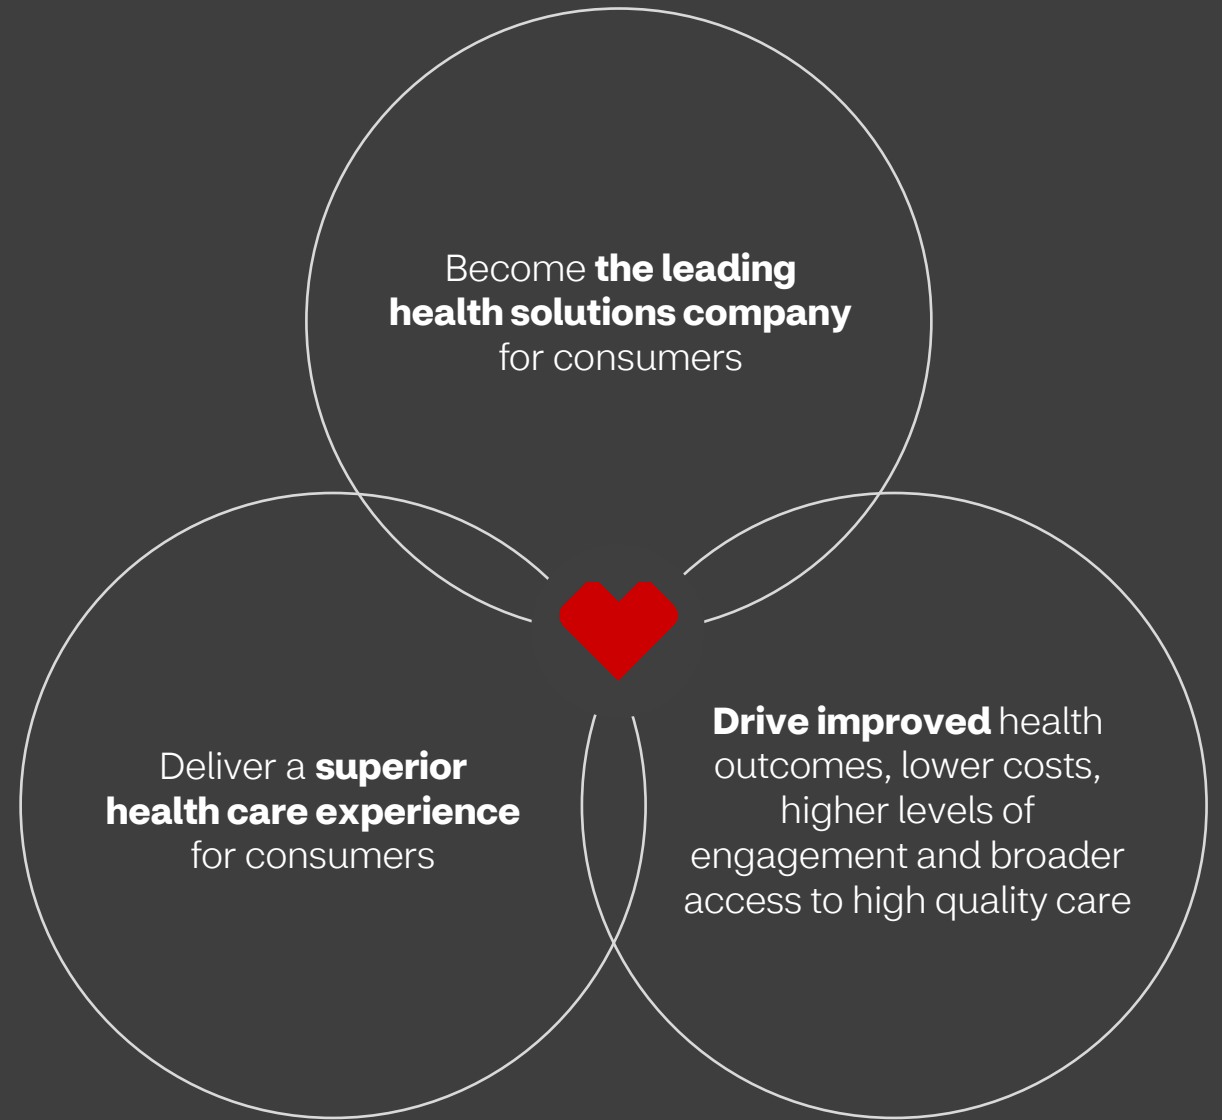 Become the leading
health solutions company
for consumers
Deliver a superior
health care experience
for consumers
Drive improved health
outcomes, lower costs,
higher levels of
engagement and broader
access to high quality care